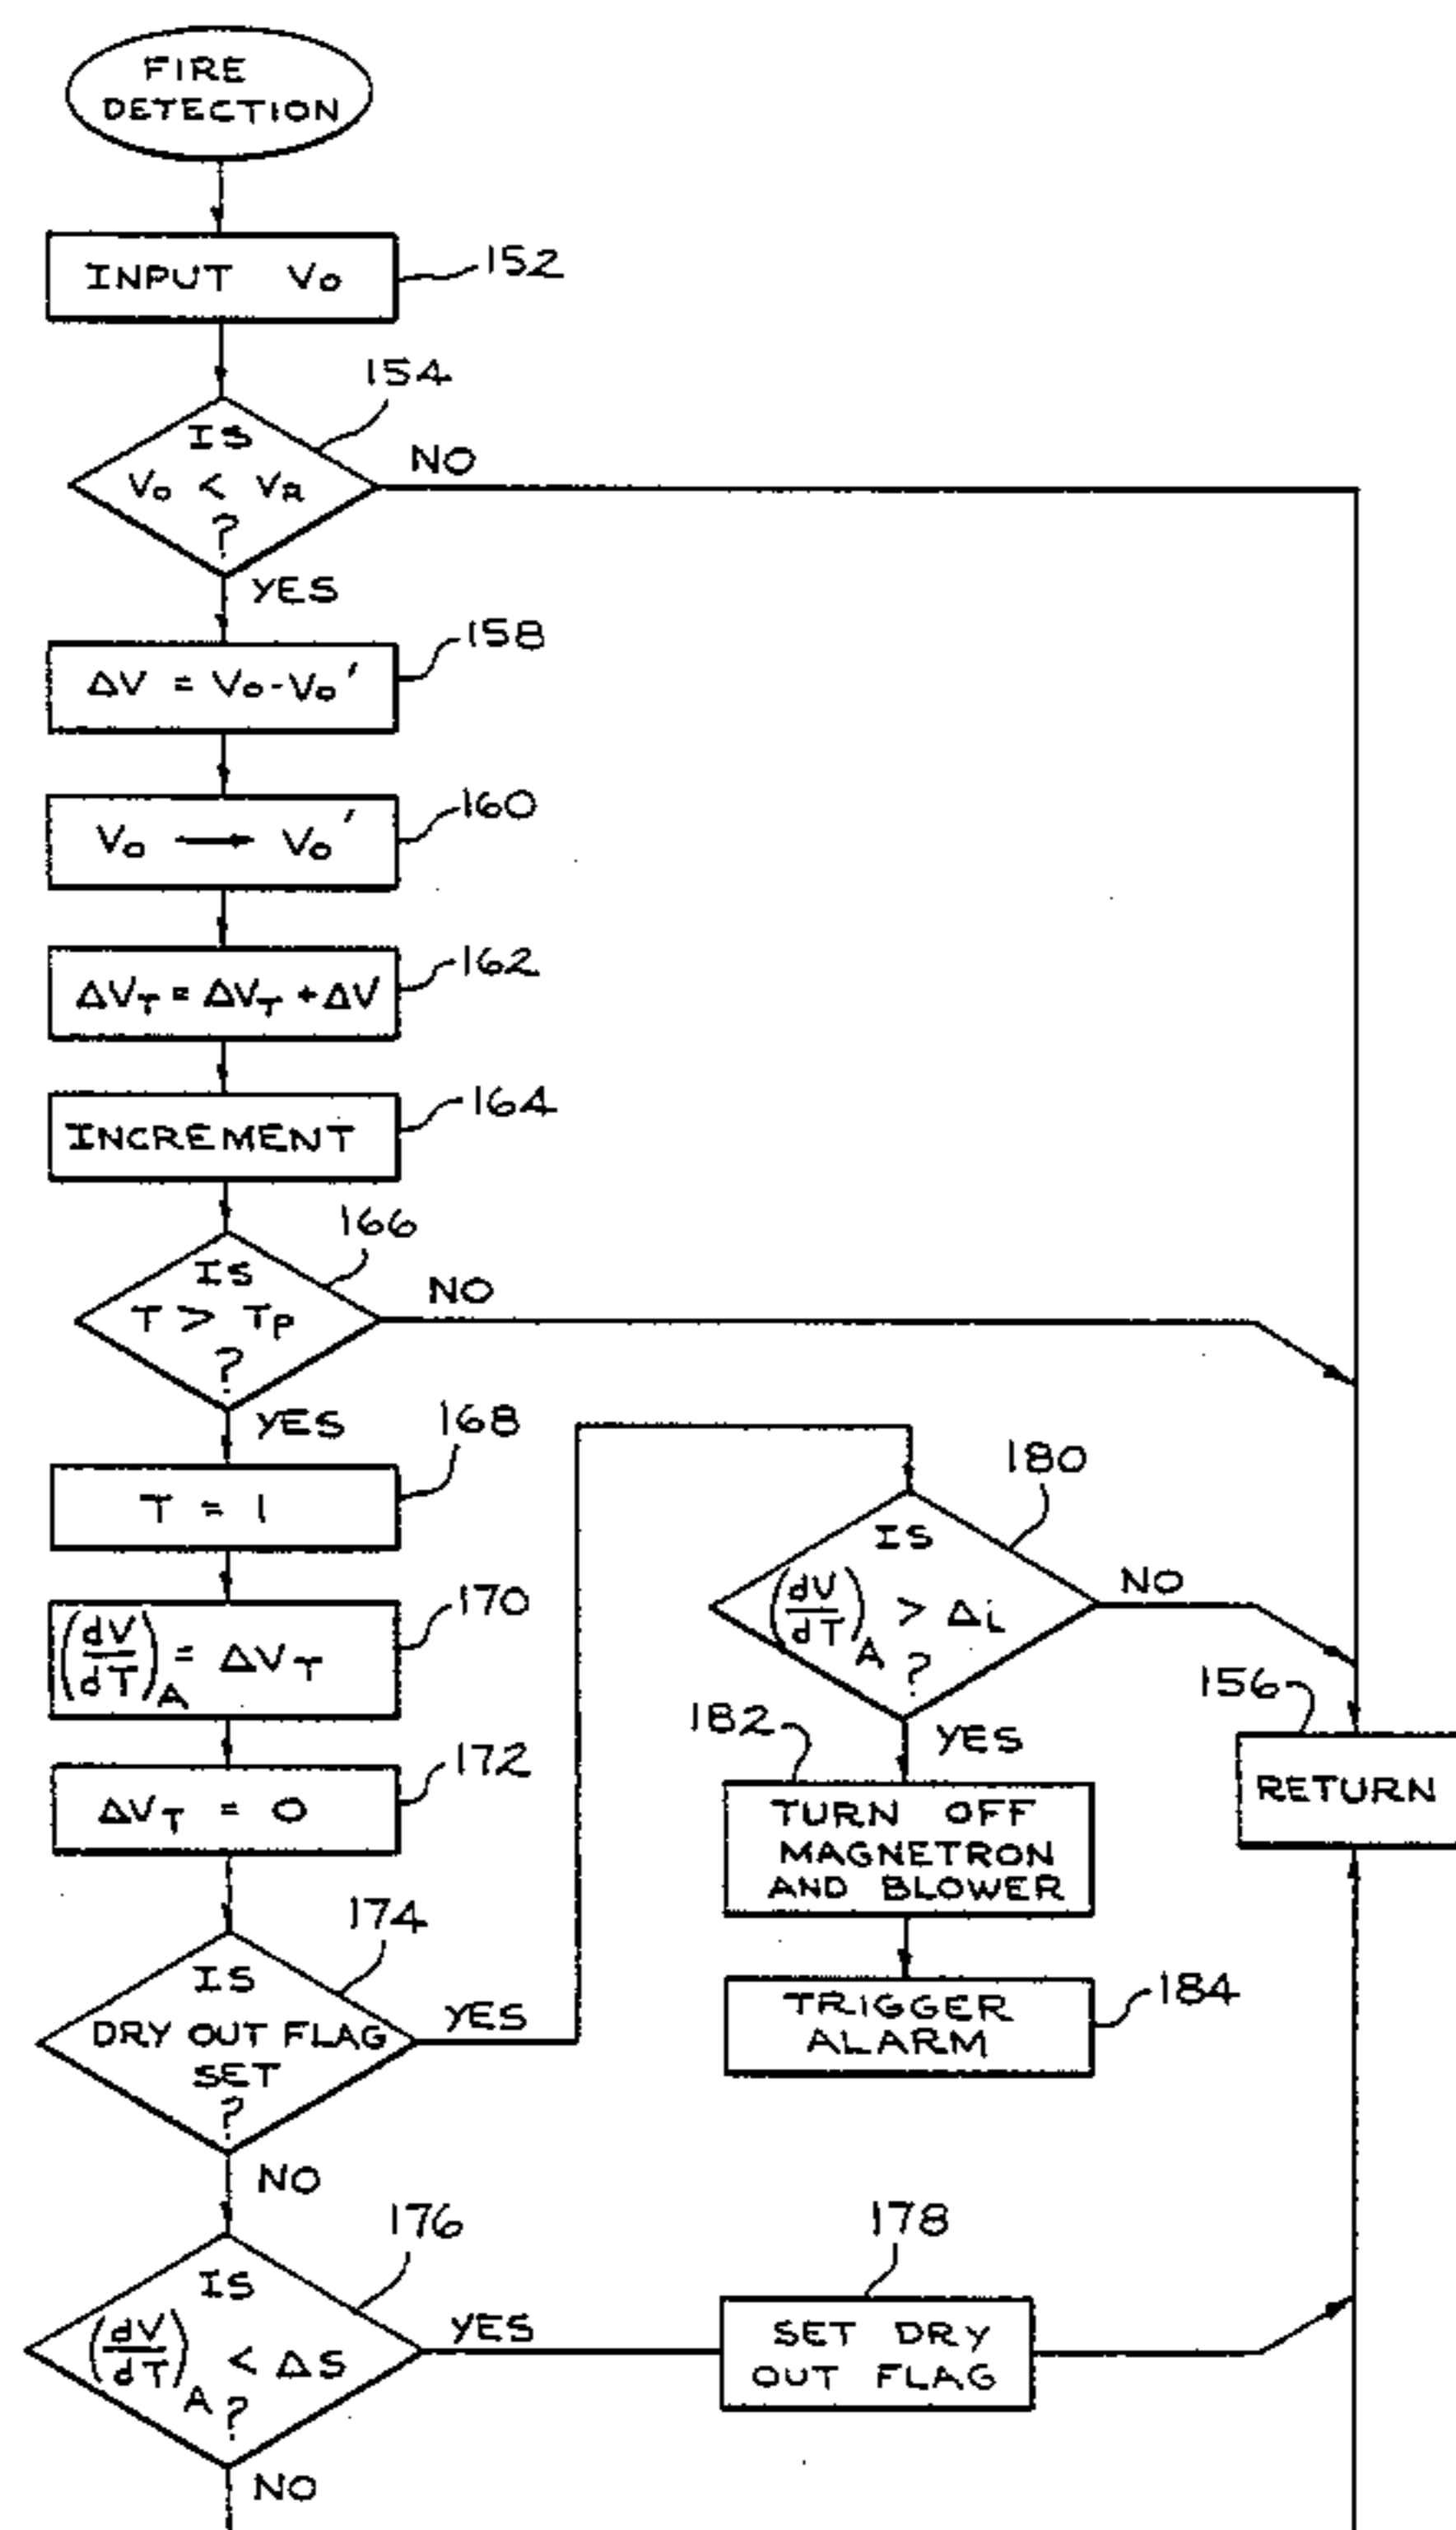 FIRE
DETECTION
INPUT Vo
152
154
IS
Vo < VR
?
NO
YES
158
ΔV = Vo - Vo'
160
Vo → Vo'
162
ΔVT = ΔVT + ΔV
164
INCREMENT
166
IS
T > TP
?
NO
YES
168
T = 1
170
(dV/dT)A = ΔVT
172
ΔVT = 0
174
IS
DRY OUT FLAG
SET
?
YES
NO
176
IS
(dV/dT)A < ΔS
?
YES
NO
178
SET DRY
OUT FLAG
180
IS
(dV/dT)A > Δi
?
NO
YES
182
TURN OFF
MAGNETRON
AND BLOWER
184
TRIGGER
ALARM
156
RETURN